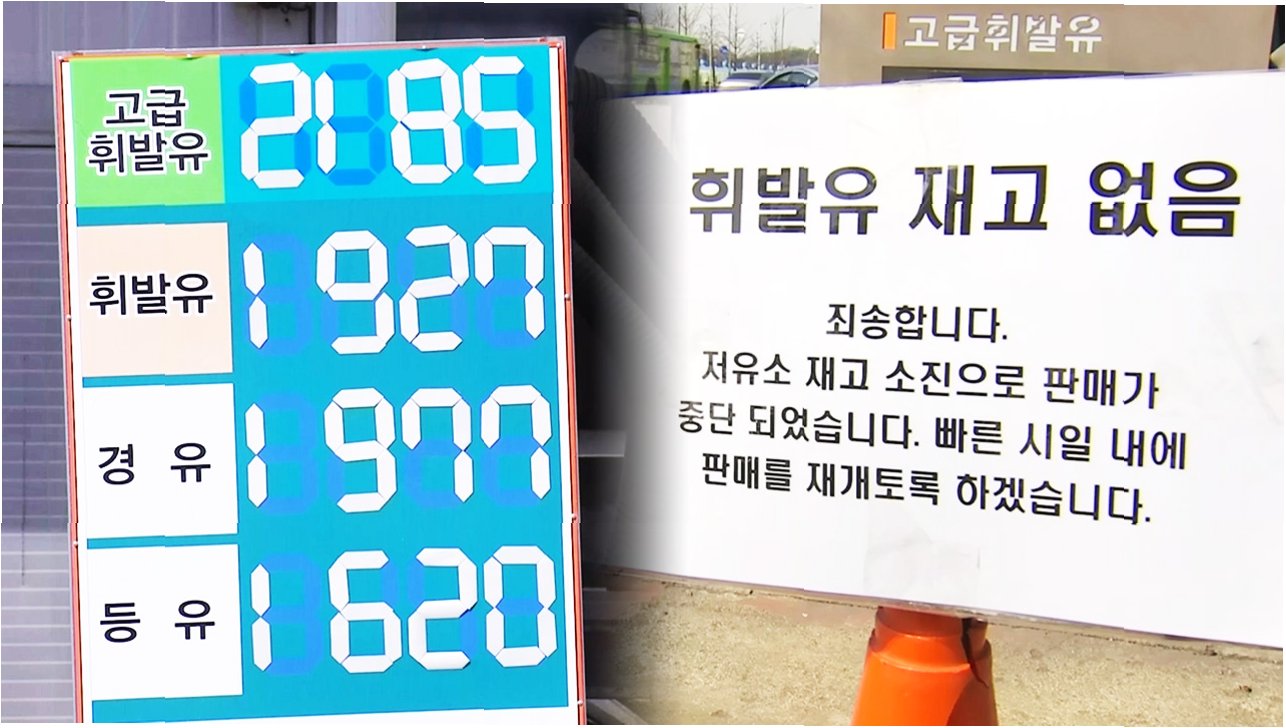 고급
휘발유
2185
휘발유
1927
경 유
1977
등 유
1620
고급휘발유
휘발유 재고 없음
죄송합니다.
저유소 재고 소진으로 판매가
중단 되었습니다. 빠른 시일 내에
판매를 재개토록 하겠습니다.